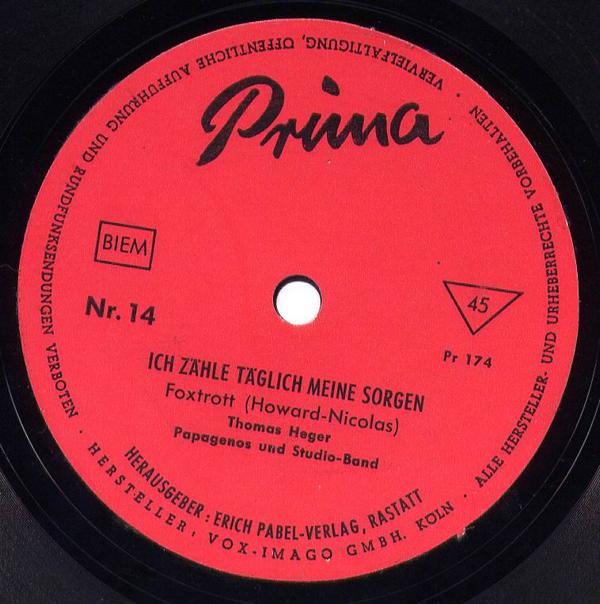 Prima
BIEM
Nr. 14
45
Pr 174
ICH ZÄHLE TÄGLICH MEINE SORGEN
Foxtrott (Howard-Nicolas)
Thomas Heger
Papagenos und Studio-Band
HERAUSGEBER: ERICH PABEL-VERLAG, RASTATT
· HERSTELLER, VOX-IMAGO GMBH. KÖLN · ALLE HERSTELLER- UND URHEBERRECHTE VORBEHALTEN · VERVIELFÄLTIGUNG, ÖFFENTLICHE AUFFÜHRUNG UND RUNDFUNKSENDUNGEN VERBOTEN